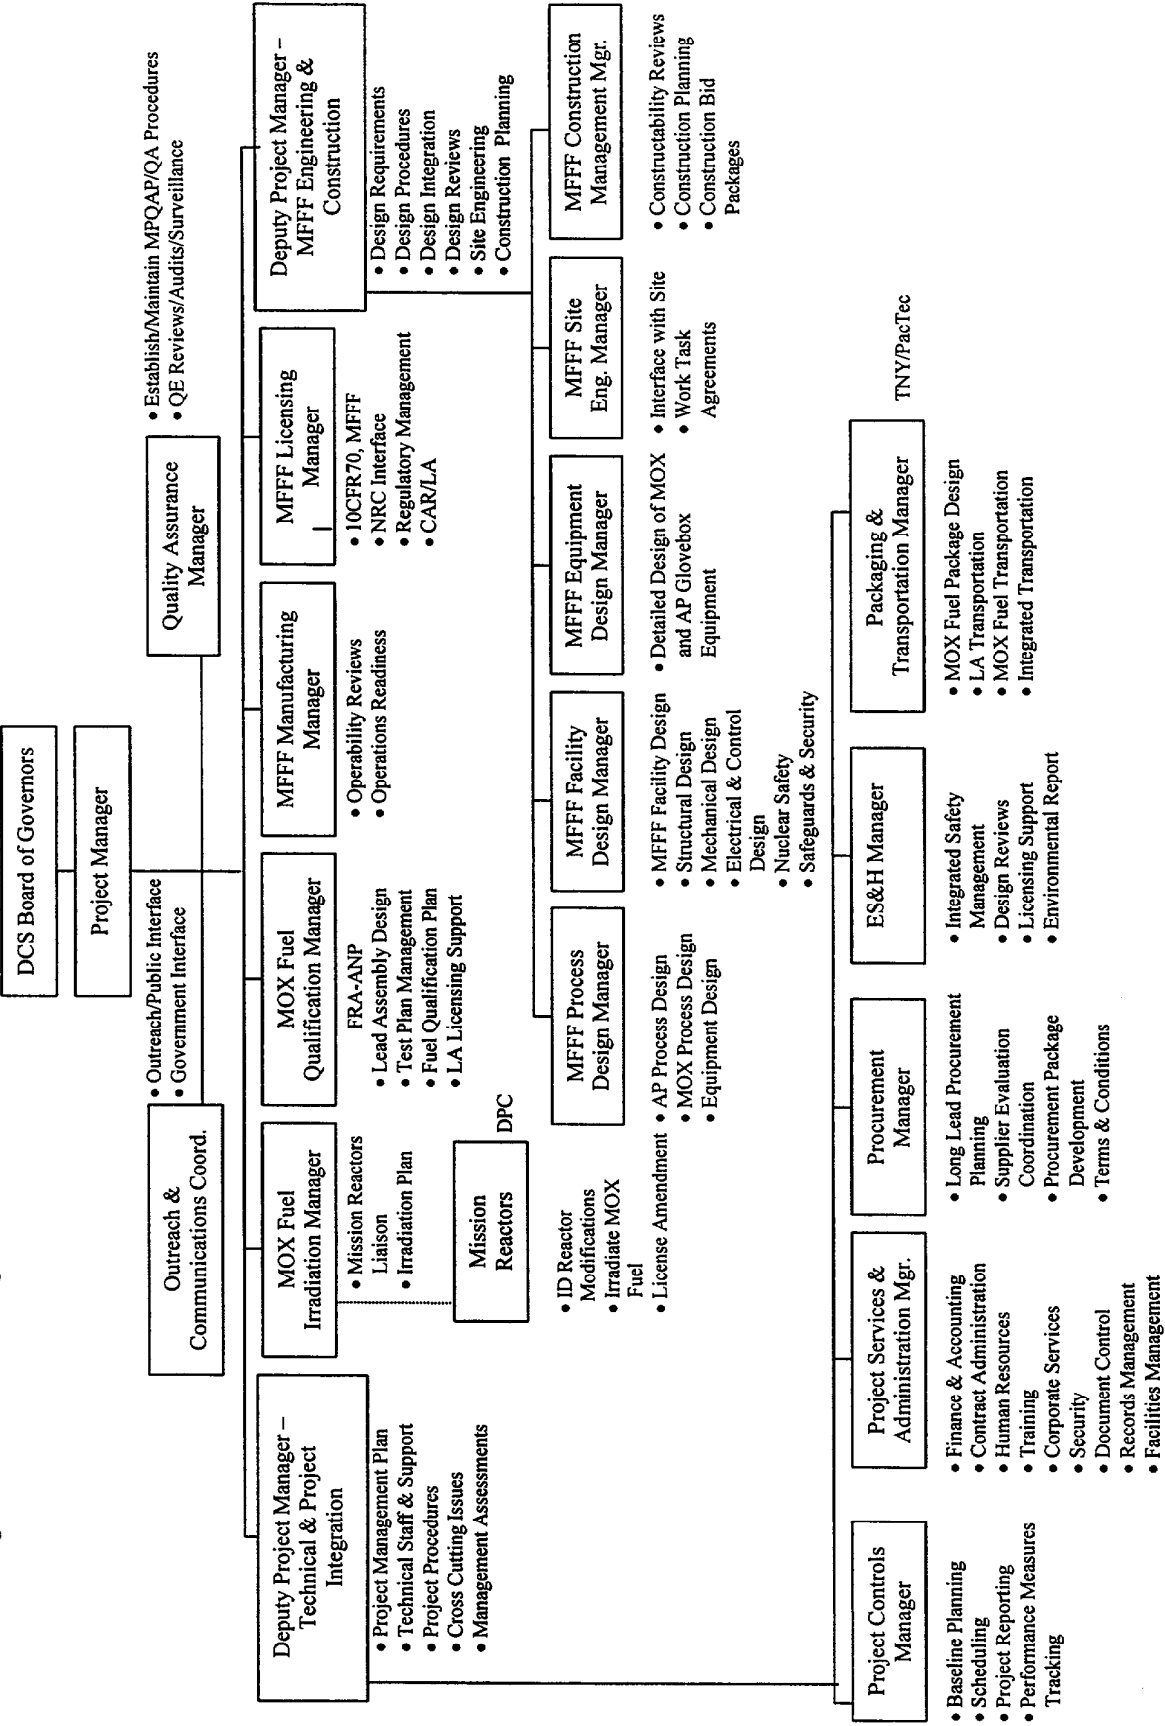 DCS Board of Governors
Project Manager
• Outreach/Public Interface
• Government Interface
Outreach &
Communications Coord.
Quality Assurance
Manager
• Establish/Maintain MPQAP/QA Procedures
• QE Reviews/Audits/Surveillance
Deputy Project Manager –
Technical & Project
Integration
• Project Management Plan
• Technical Staff & Support
• Project Procedures
• Cross Cutting Issues
• Management Assessments
MOX Fuel
Irradiation Manager
• Mission Reactors
Liaison
• Irradiation Plan
Mission
Reactors
DPC
• ID Reactor
Modifications
• Irradiate MOX
Fuel
• License Amendment
MOX Fuel
Qualification Manager
FRA-ANP
• Lead Assembly Design
• Test Plan Management
• Fuel Qualification Plan
• LA Licensing Support
MFFF Manufacturing
Manager
• Operability Reviews
• Operations Readiness
MFFF Licensing
Manager
• 10CFR70, MFFF
• NRC Interface
• Regulatory Management
• CAR/LA
Deputy Project Manager –
MFFF Engineering &
Construction
• Design Requirements
• Design Procedures
• Design Integration
• Design Reviews
• Site Engineering
• Construction Planning
MFFF Process
Design Manager
• AP Process Design
• MOX Process Design
• Equipment Design
MFFF Facility
Design Manager
• MFFF Facility Design
• Structural Design
• Mechanical Design
• Electrical & Control
Design
• Nuclear Safety
• Safeguards & Security
MFFF Equipment
Design Manager
• Detailed Design of MOX
and AP Glovebox
Equipment
MFFF Site
Eng. Manager
• Interface with Site
• Work Task
Agreements
MFFF Construction
Management Mgr.
• Constructability Reviews
• Construction Planning
• Construction Bid
Packages
Project Controls
Manager
• Baseline Planning
• Scheduling
• Project Reporting
• Performance Measures
Tracking
Project Services &
Administration Mgr.
• Finance & Accounting
• Contract Administration
• Human Resources
• Training
• Corporate Services
• Security
• Document Control
• Records Management
• Facilities Management
Procurement
Manager
• Long Lead Procurement
Planning
• Supplier Evaluation
Coordination
• Procurement Package
Development
• Terms & Conditions
ES&H Manager
• Integrated Safety
Management
• Design Reviews
• Licensing Support
• Environmental Report
Packaging &
Transportation Manager
TNY/PacTec
• MOX Fuel Package Design
• LA Transportation
• MOX Fuel Transportation
• Integrated Transportation